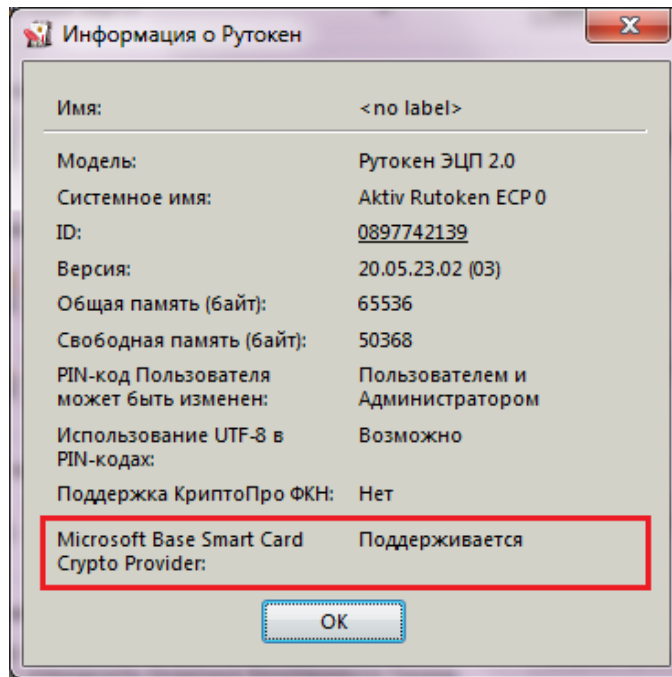 Информация о Рутокен
Имя: <no label>
Модель: Рутокен ЭЦП 2.0
Системное имя: Aktiv Rutoken ECP 0
ID: 0897742139
Версия: 20.05.23.02 (03)
Общая память (байт): 65536
Свободная память (байт): 50368
PIN-код Пользователя Пользователем и
может быть изменен: Администратором
Использование UTF-8 в Возможно
PIN-кодах:
Поддержка КриптоПро ФКН: Нет
Microsoft Base Smart Card Поддерживается
Crypto Provider:
OK